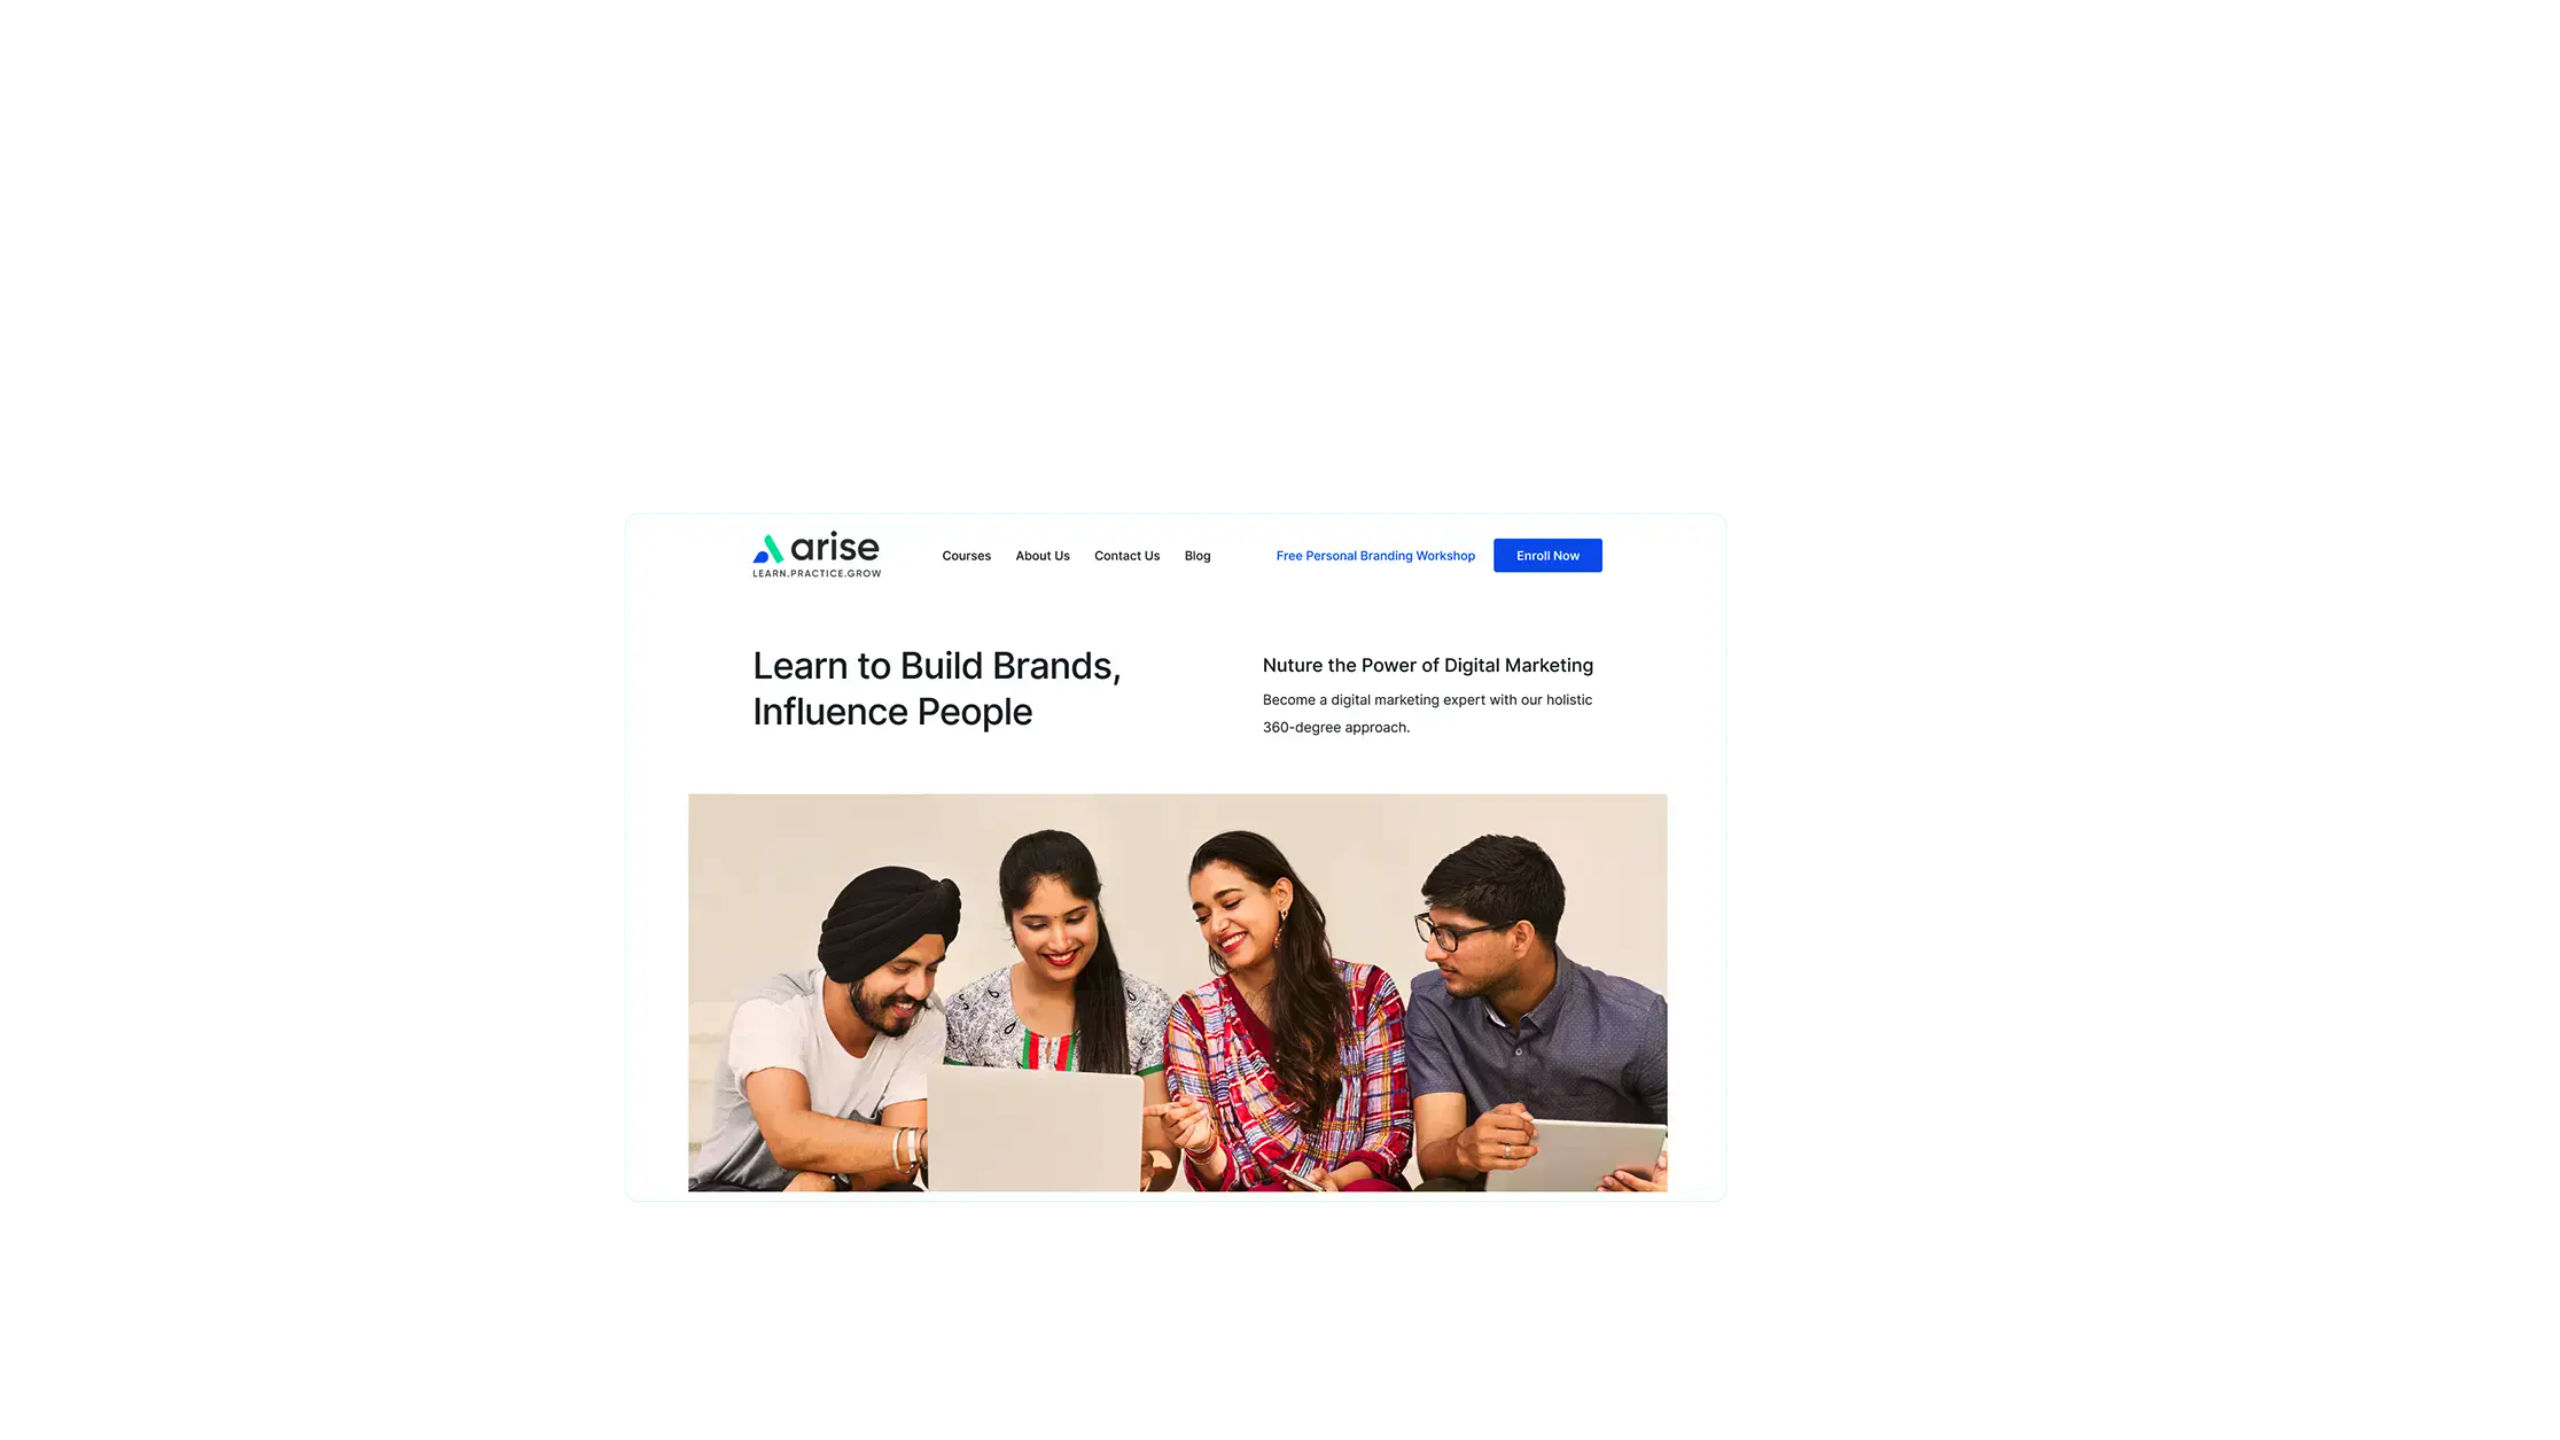 arise
LEARN.PRACTICE.GROW
Courses About Us Contact Us Blog Free Personal Branding Workshop Enroll Now
Learn to Build Brands,
Influence People
Nuture the Power of Digital Marketing
Become a digital marketing expert with our holistic
360-degree approach.